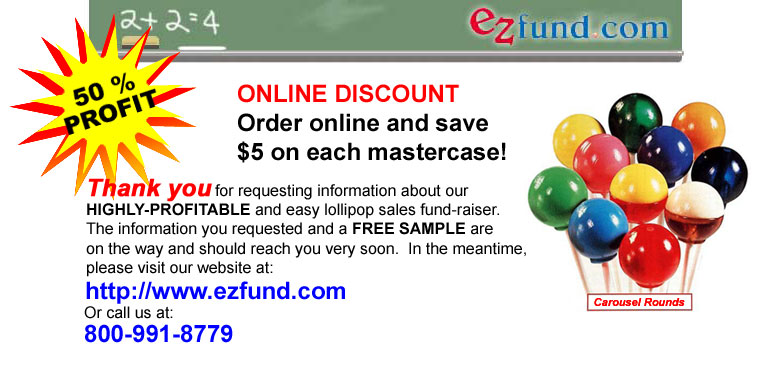 2+2=4
ezfund.com
50 %
PROFIT
ONLINE DISCOUNT
Order online and save
$5 on each mastercase!
Thank you for requesting information about our
HIGHLY-PROFITABLE and easy lollipop sales fund-raiser.
The information you requested and a FREE SAMPLE are
on the way and should reach you very soon.  In the meantime,
please visit our website at:
http://www.ezfund.com
Or call us at:
800-991-8779
Carousel Rounds